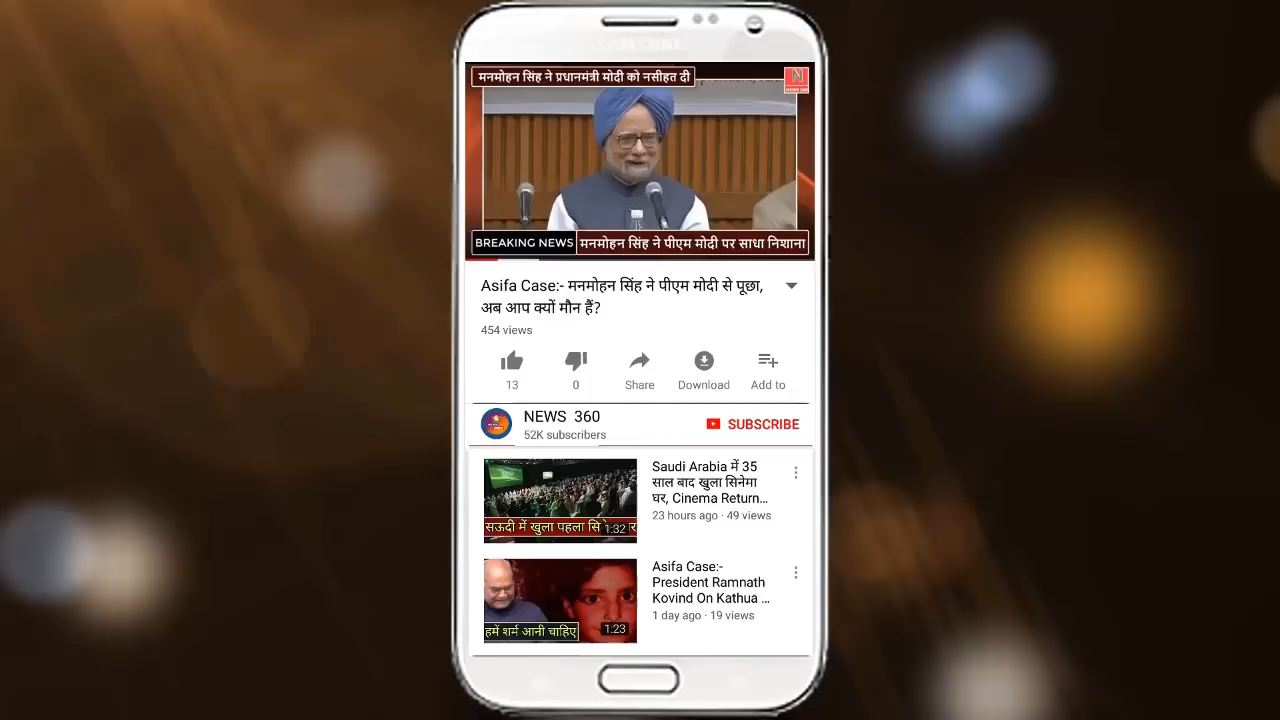 मनमोहन सिंह ने प्रधानमंत्री मोदी को नसीहत दी
N
NEWS 360
BREAKING NEWS
मनमोहन सिंह ने पीएम मोदी पर साधा निशाना
Asifa Case:- मनमोहन सिंह ने पीएम मोदी से पूछा,
अब आप क्यों मौन हैं?
454 views
13
0
Share
Download
Add to
NEWS 360
52K subscribers
SUBSCRIBE
Saudi Arabia में 35
साल बाद खुला सिनेमा
घर, Cinema Return...
23 hours ago · 49 views
सऊदी में खुला पहला
1:32
Asifa Case:-
President Ramnath
Kovind On Kathua ...
1 day ago · 19 views
हमें शर्म आनी चाहिए
1:23